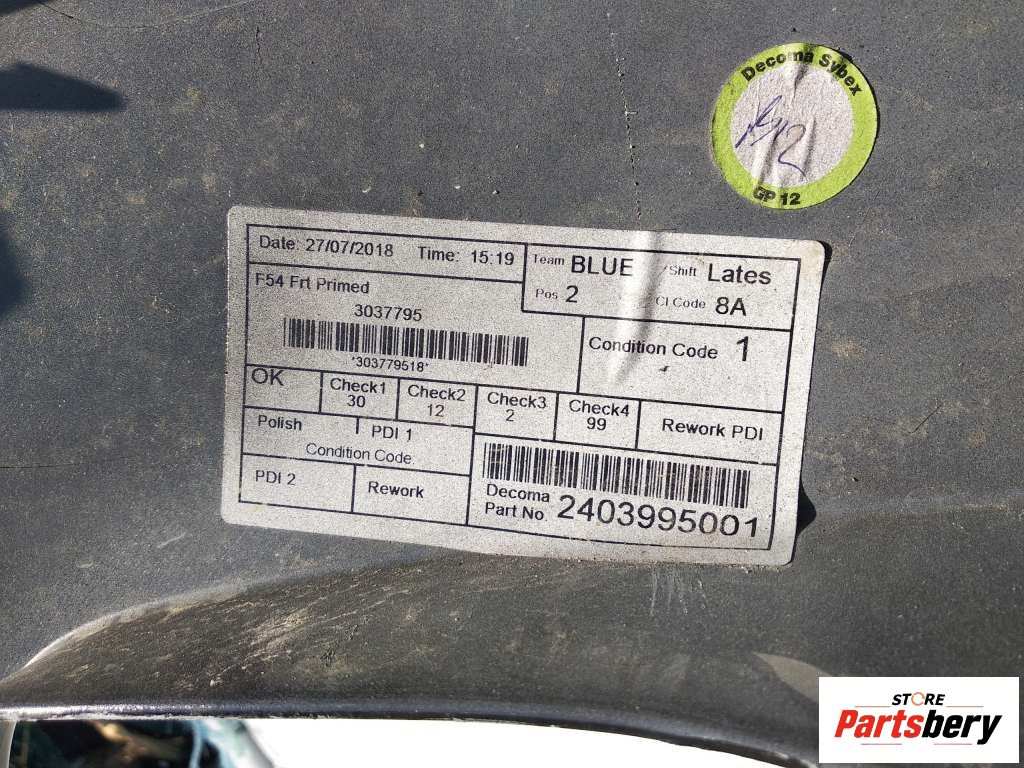 Decoma Sybex
GP 12
Date: 27/07/2018 Time: 15:19
Team BLUE Shift Lates
Pos 2 CI Code 8A
F54 Frt Primed
3037795
*303779518*
Condition Code 1
OK
Check1 30
Check2 12
Check3 2
Check4 99
Rework PDI
Polish PDI 1
Condition Code
PDI 2 Rework
Decoma Part No. 2403995001
STORE
Partsbery